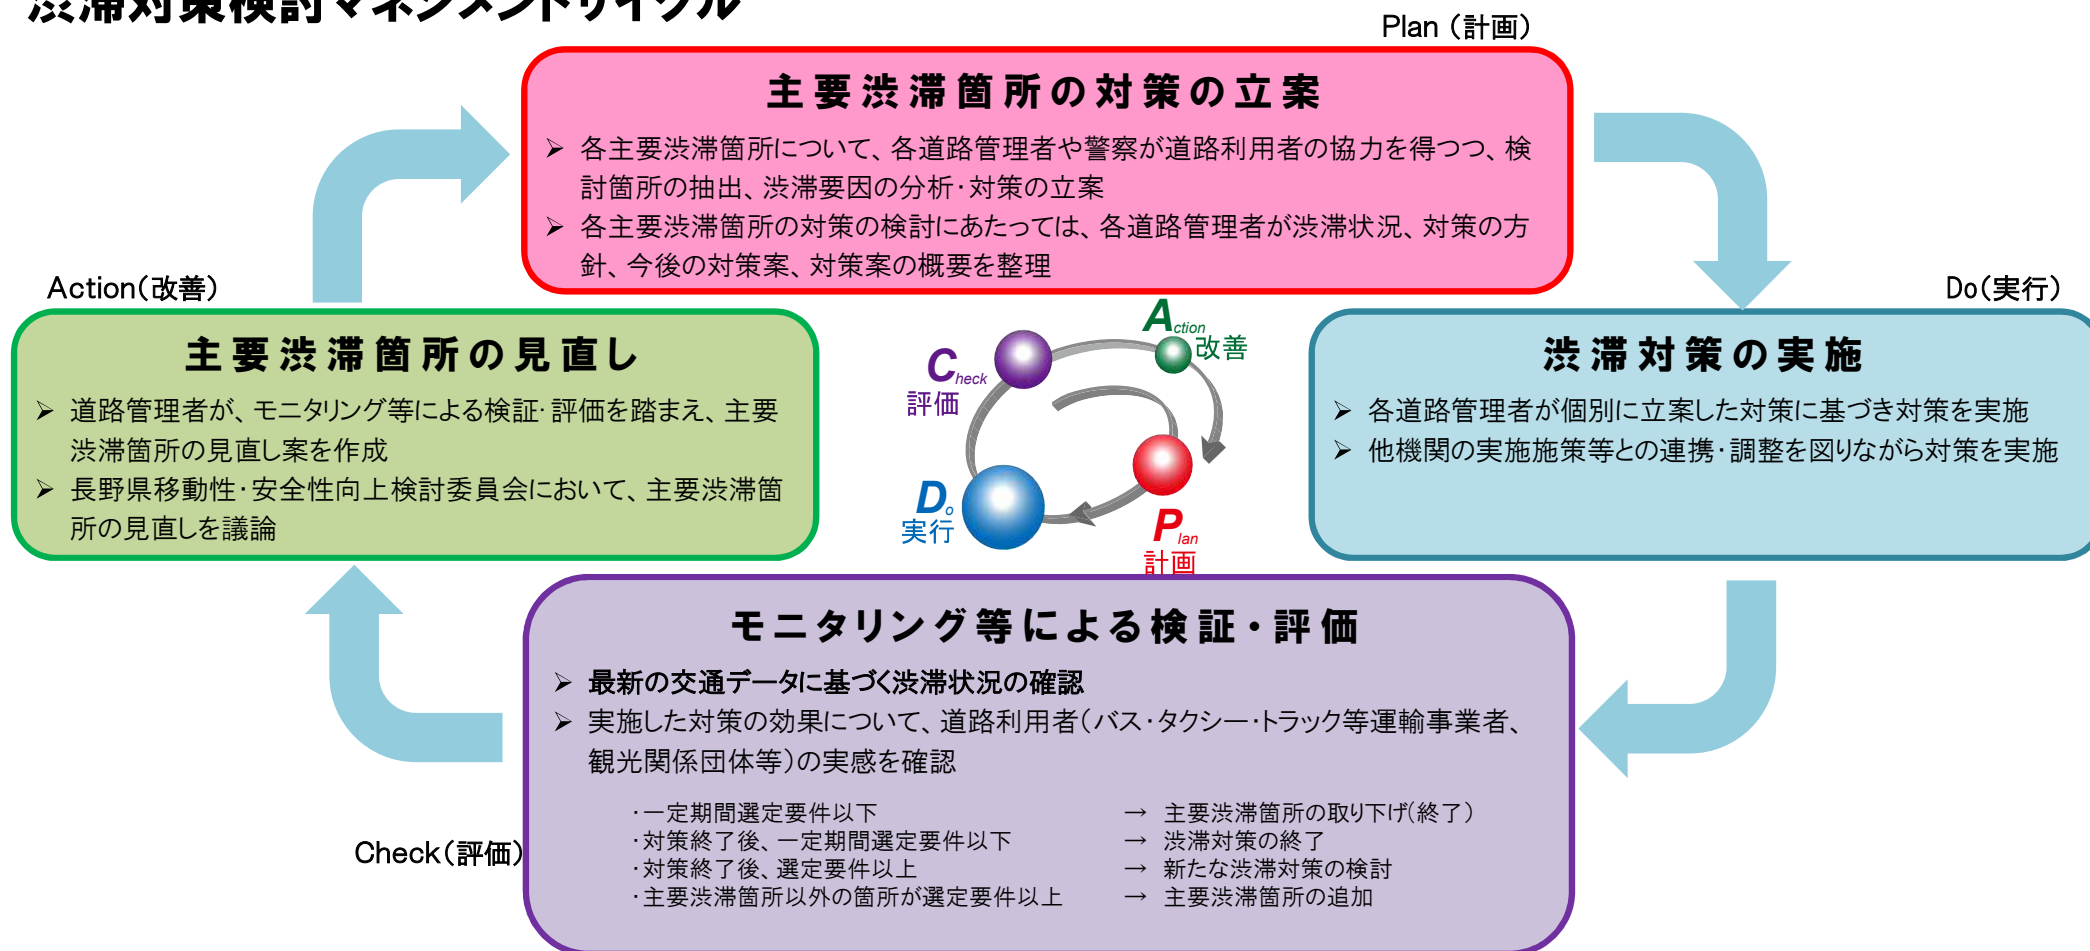 渋滞対策検討マネジメントサイクル
Plan（計画）
主要渋滞箇所の対策の立案
➢ 各主要渋滞箇所について、各道路管理者や警察が道路利用者の協力を得つつ、検
討箇所の抽出、渋滞要因の分析・対策の立案
➢ 各主要渋滞箇所の対策の検討にあたっては、各道路管理者が渋滞状況、対策の方
針、今後の対策案、対策案の概要を整理
Action（改善）
主要渋滞箇所の見直し
➢ 道路管理者が、モニタリング等による検証・評価を踏まえ、主要
渋滞箇所の見直し案を作成
➢ 長野県移動性・安全性向上検討委員会において、主要渋滞箇
所の見直しを議論
Action
改善
Check
評価
Do
実行
Plan
計画
Do（実行）
渋滞対策の実施
➢ 各道路管理者が個別に立案した対策に基づき対策を実施
➢ 他機関の実施施策等との連携・調整を図りながら対策を実施
モニタリング等による検証・評価
➢ 最新の交通データに基づく渋滞状況の確認
➢ 実施した対策の効果について、道路利用者（バス・タクシー・トラック等運輸事業者、
観光関係団体等）の実感を確認
・一定期間選定要件以下 → 主要渋滞箇所の取り下げ（終了）
・対策終了後、一定期間選定要件以下 → 渋滞対策の終了
・対策終了後、選定要件以上 → 新たな渋滞対策の検討
・主要渋滞箇所以外の箇所が選定要件以上 → 主要渋滞箇所の追加
Check（評価）